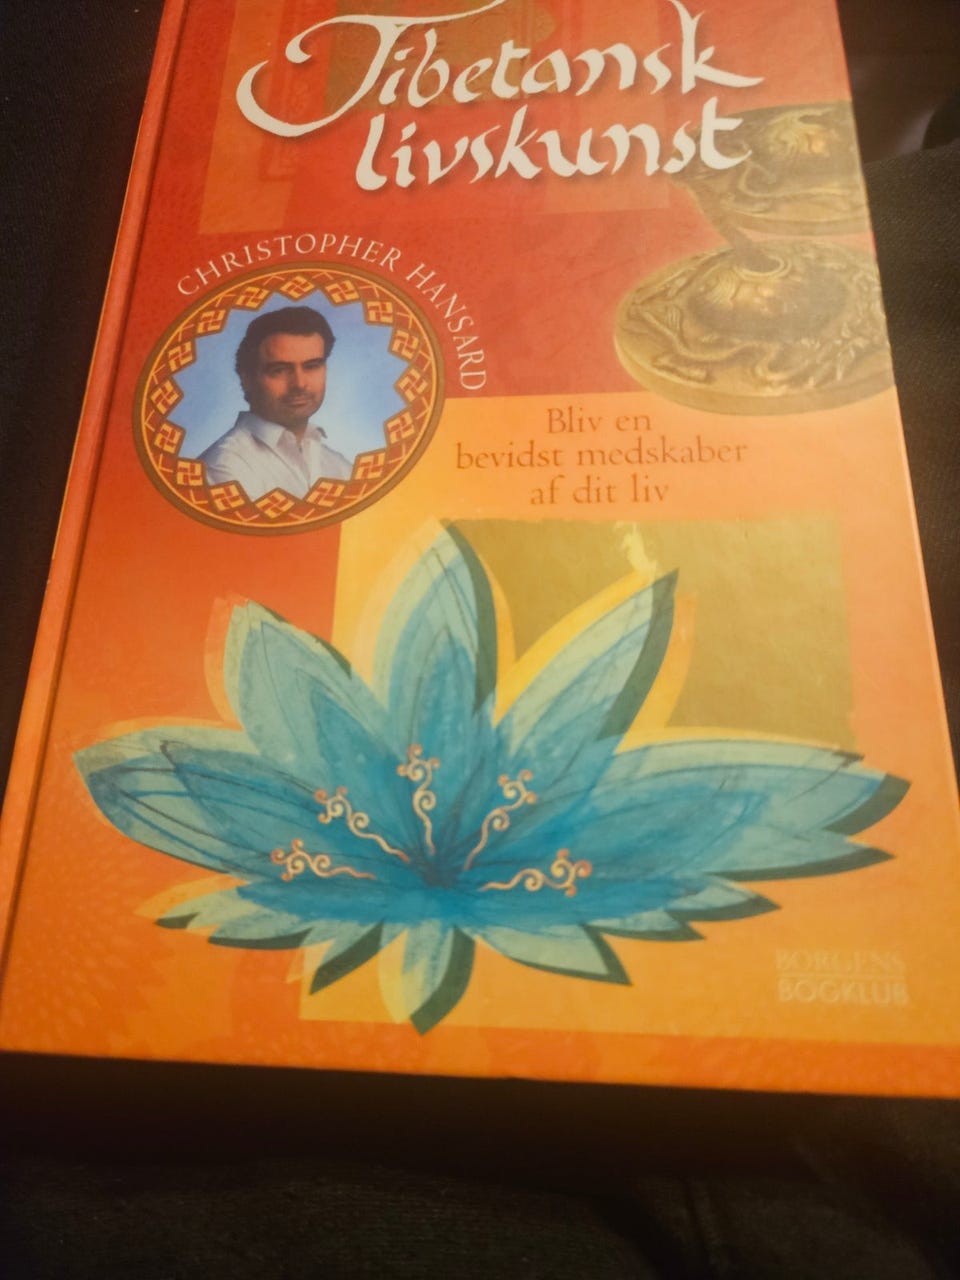 Tibetansk
livskunst
CHRISTOPHER HANSARD
Bliv en
bevidst medskaber
af dit liv
BORGENS
BOGKLUB